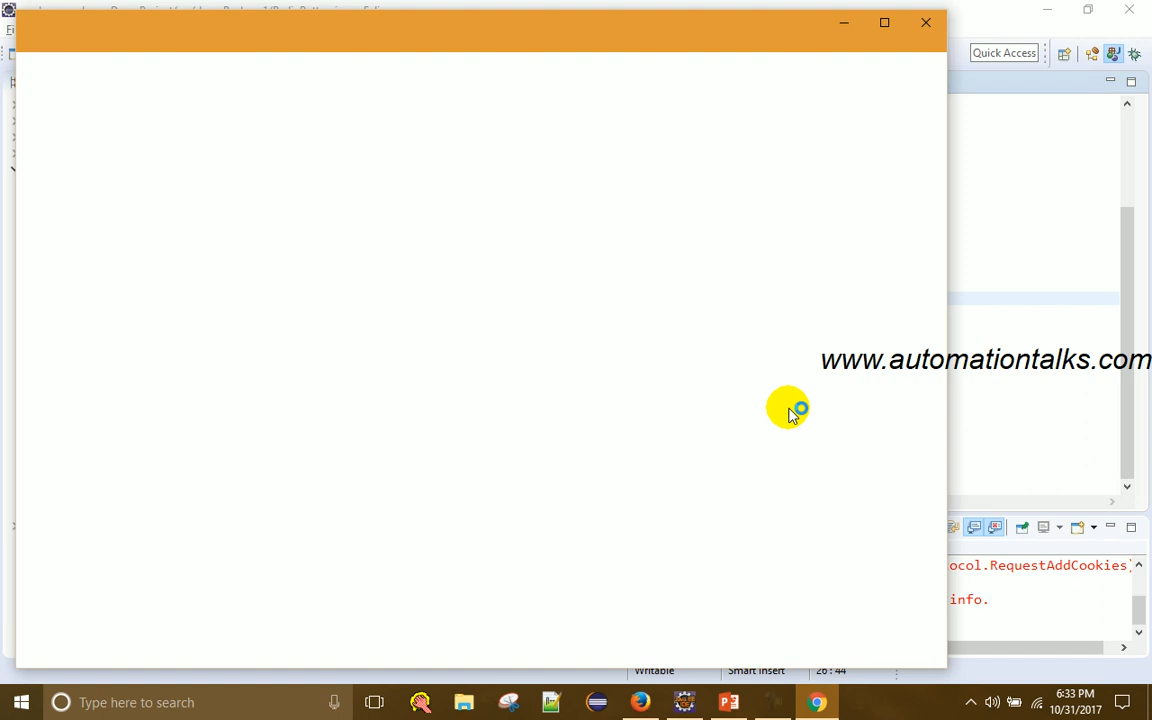 Quick Access
www.automationtalks.com
ocol.RequestAddCookies)
info.
Writable
Smart Insert
26 : 44
Type here to search
6:33 PM
10/31/2017